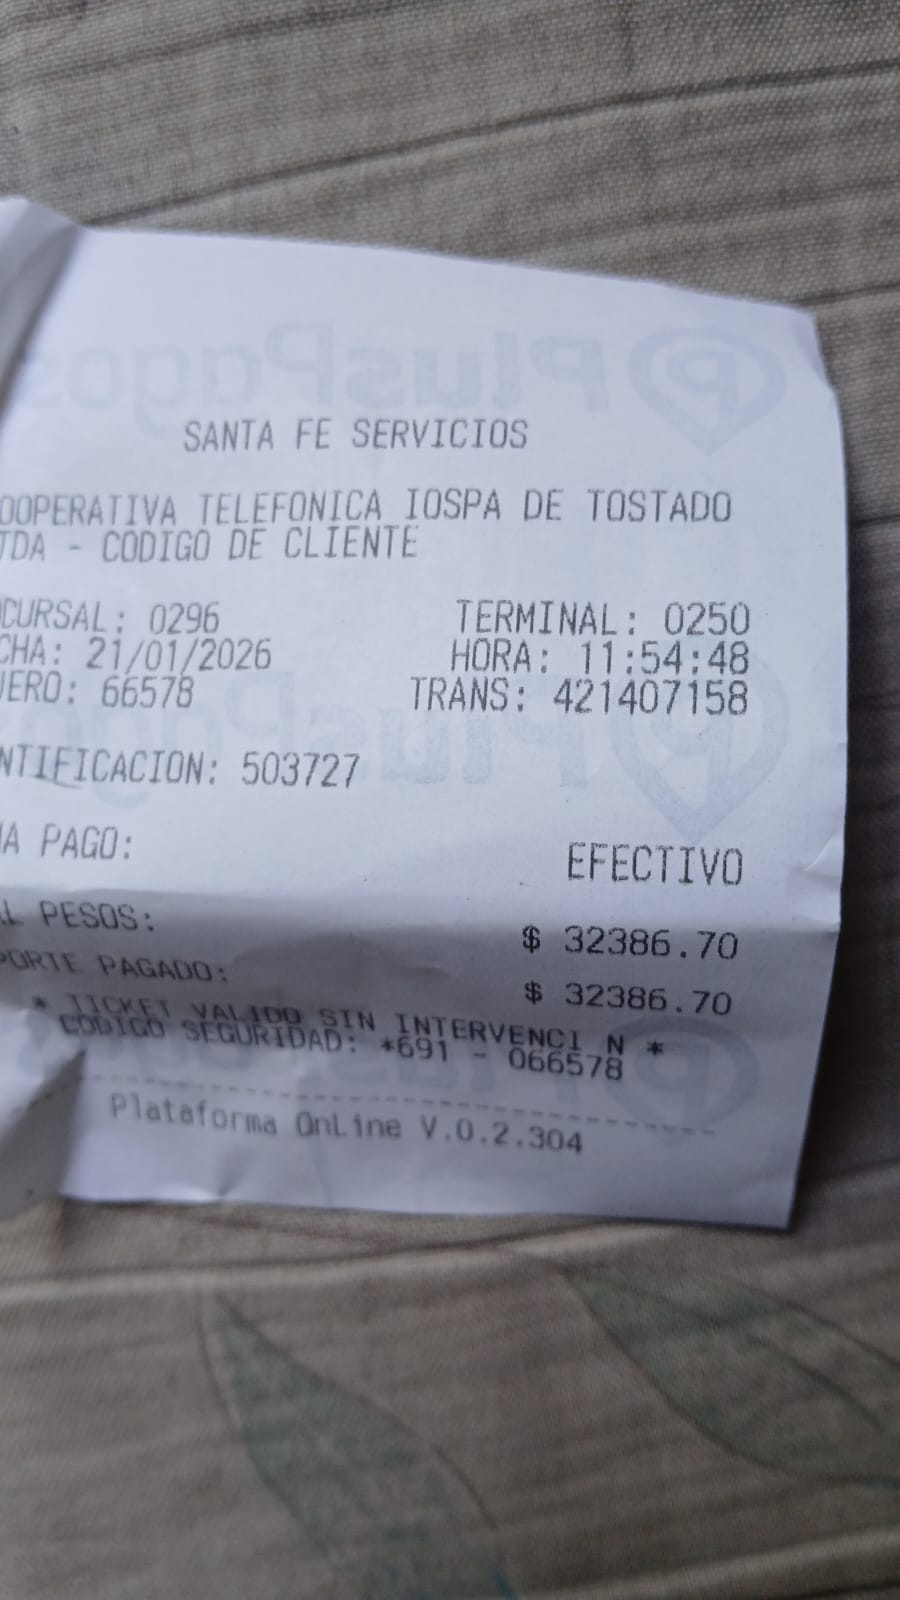 PlusPagos
SANTA FE SERVICIOS
OOPERATIVA TELEFONICA IOSPA DE TOSTADO
TDA - CODIGO DE CLIENTE
CURSAL: 0296 TERMINAL: 0250
CHA: 21/01/2026 HORA: 11:54:48
ERO: 66578 TRANS: 421407158
NTIFICACION: 503727
A PAGO: EFECTIVO
L PESOS: $ 32386.70
PORTE PAGADO: $ 32386.70
* TICKET VALIDO SIN INTERVENCI N *
CODIGO SEGURIDAD: *691 - 066578
Plataforma OnLine V.0.2.304